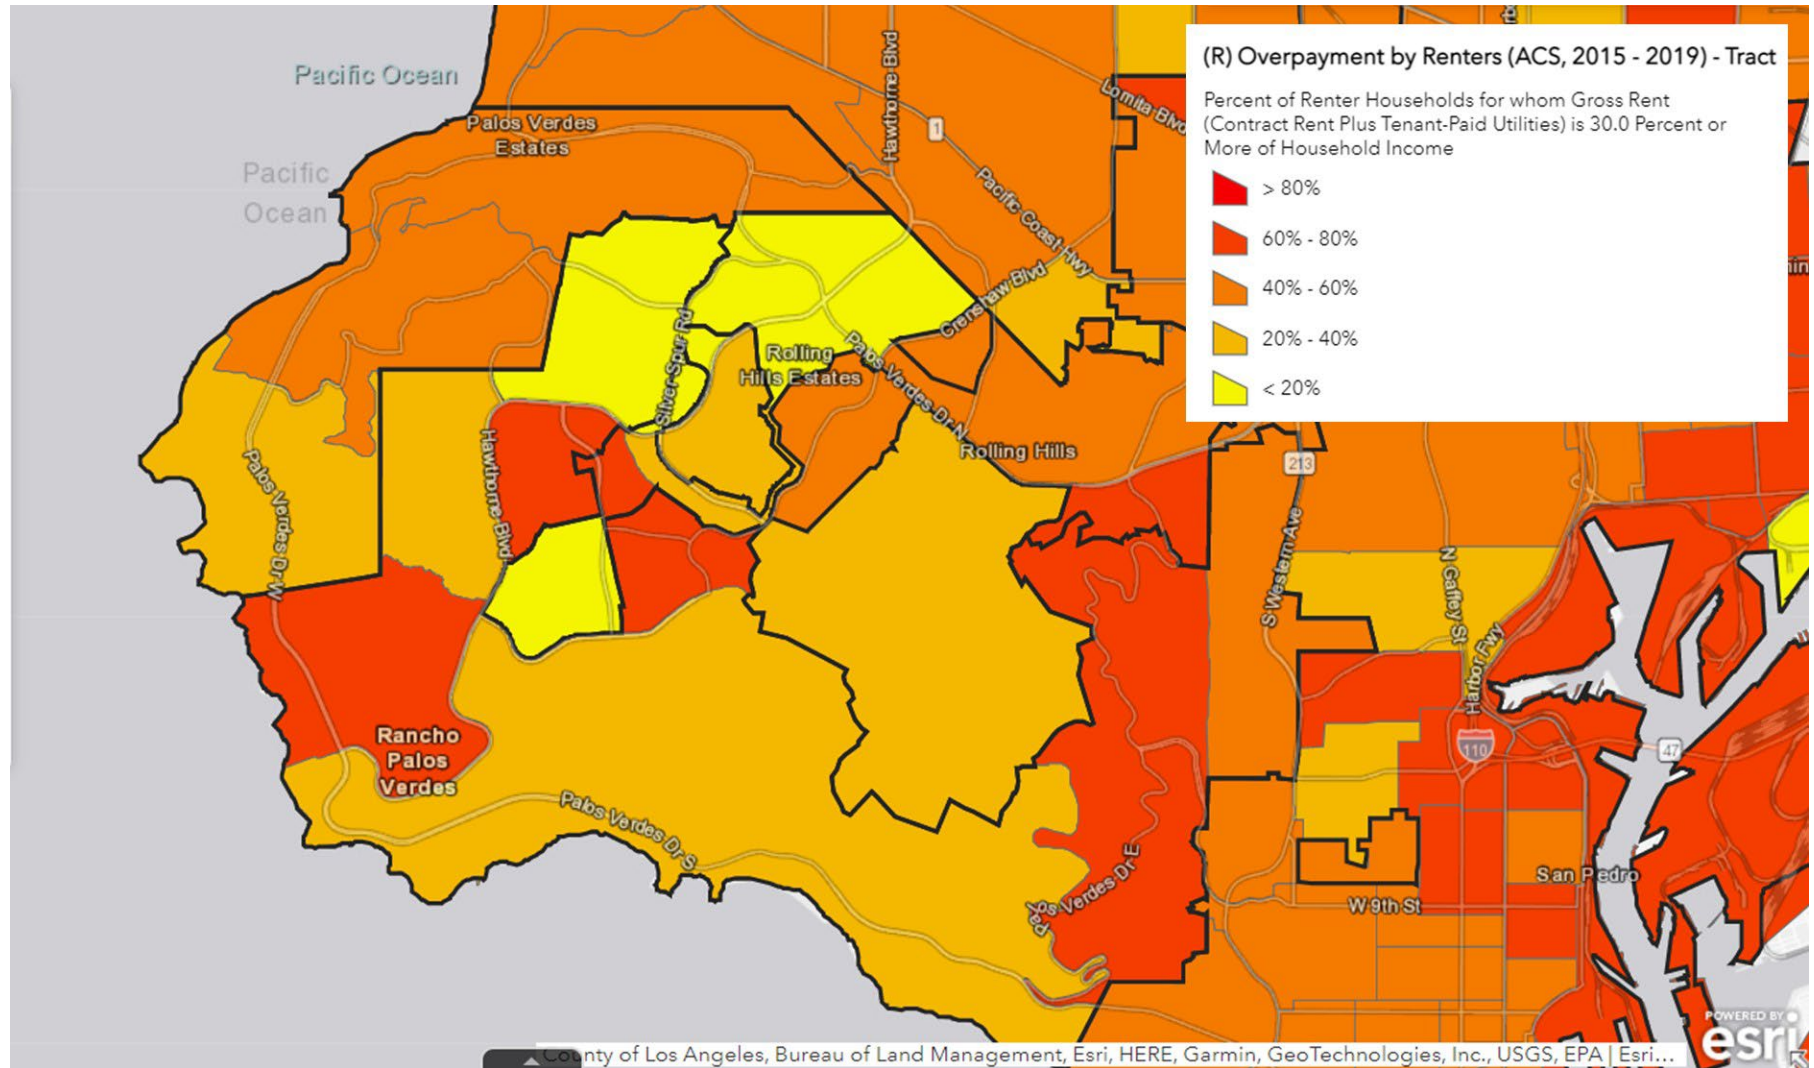 (R) Overpayment by Renters (ACS, 2015 - 2019) - Tract
Percent of Renter Households for whom Gross Rent
(Contract Rent Plus Tenant-Paid Utilities) is 30.0 Percent or
More of Household Income
> 80%
60% - 80%
40% - 60%
20% - 40%
< 20%
Pacific Ocean
Pacific
Ocean
Palos Verdes
Estates
Hawthorne Blvd
1
Lomita Blvd
Pacific Coast Hwy
Crenshaw Blvd
Silver Spur Rd
Rolling
Hills Estates
Palos Verdes Dr N
Rolling Hills
213
Hawthorne Blvd
Palos Verdes Dr W
S Western Ave
N Gaffey St
Harbor Fwy
110
47
Rancho
Palos
Verdes
Palos Verdes Dr S
Palos Verdes Dr E
San Pedro
W 9th St
POWERED BY
esri
County of Los Angeles, Bureau of Land Management, Esri, HERE, Garmin, GeoTechnologies, Inc., USGS, EPA | Esri...